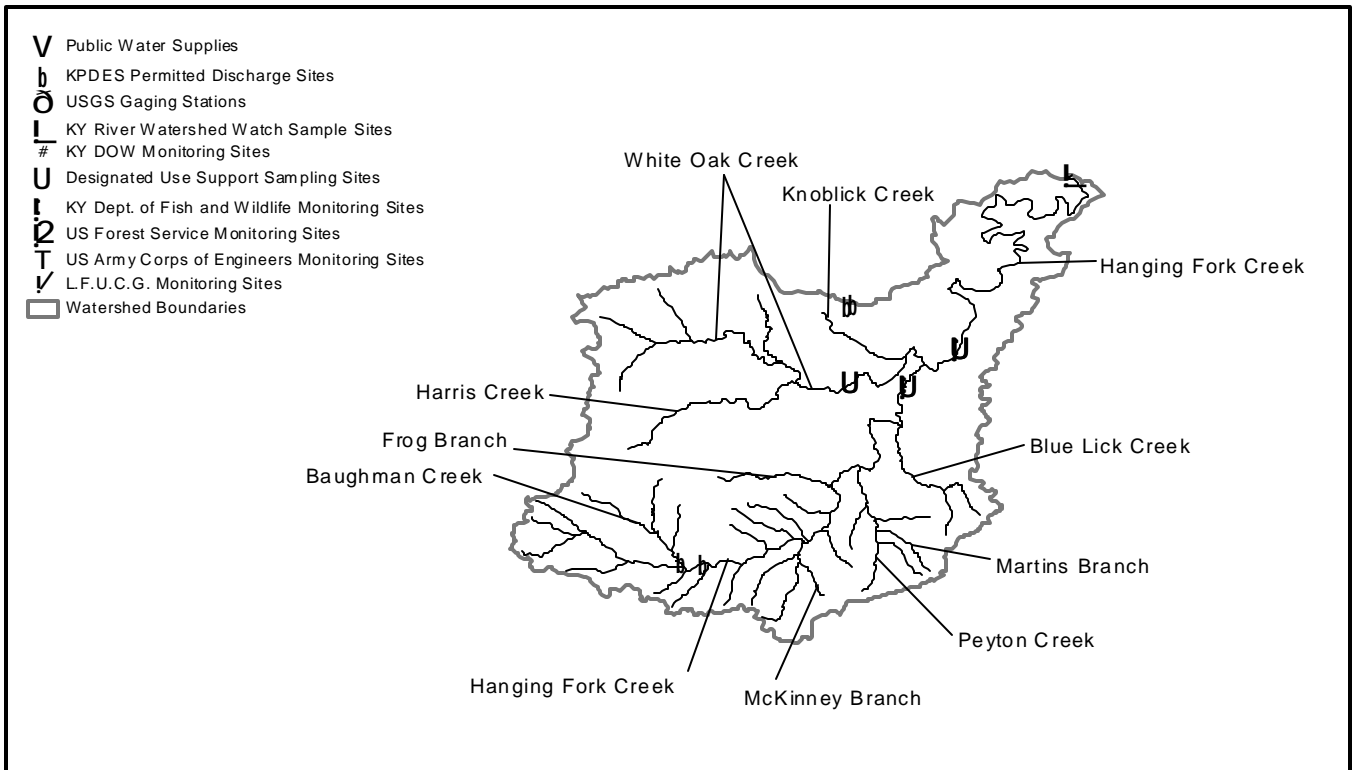 V Public Water Supplies
þ KPDES Permitted Discharge Sites
ð USGS Gaging Stations
! KY River Watershed Watch Sample Sites
# KY DOW Monitoring Sites
U Designated Use Support Sampling Sites
KY Dept. of Fish and Wildlife Monitoring Sites
US Forest Service Monitoring Sites
T US Army Corps of Engineers Monitoring Sites
L.F.U.C.G. Monitoring Sites
Watershed Boundaries
White Oak Creek
Knoblick Creek
Hanging Fork Creek
Harris Creek
Frog Branch
Blue Lick Creek
Baughman Creek
Martins Branch
Peyton Creek
Hanging Fork Creek
McKinney Branch
U
U
U